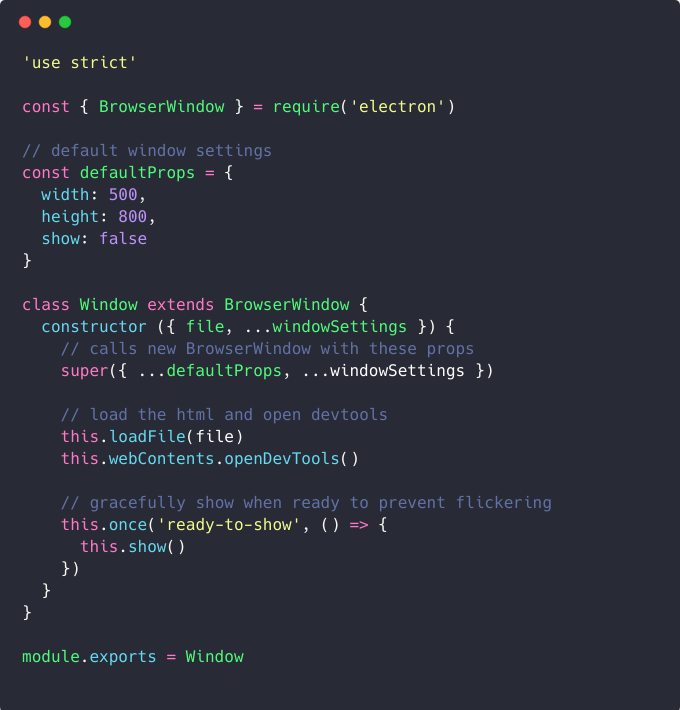 'use strict'

const { BrowserWindow } = require('electron')

// default window settings
const defaultProps = {
  width: 500,
  height: 800,
  show: false
}

class Window extends BrowserWindow {
  constructor ({ file, ...windowSettings }) {
    // calls new BrowserWindow with these props
    super({ ...defaultProps, ...windowSettings })

    // load the html and open devtools
    this.loadFile(file)
    this.webContents.openDevTools()

    // gracefully show when ready to prevent flickering
    this.once('ready-to-show', () => {
      this.show()
    })
  }
}

module.exports = Window